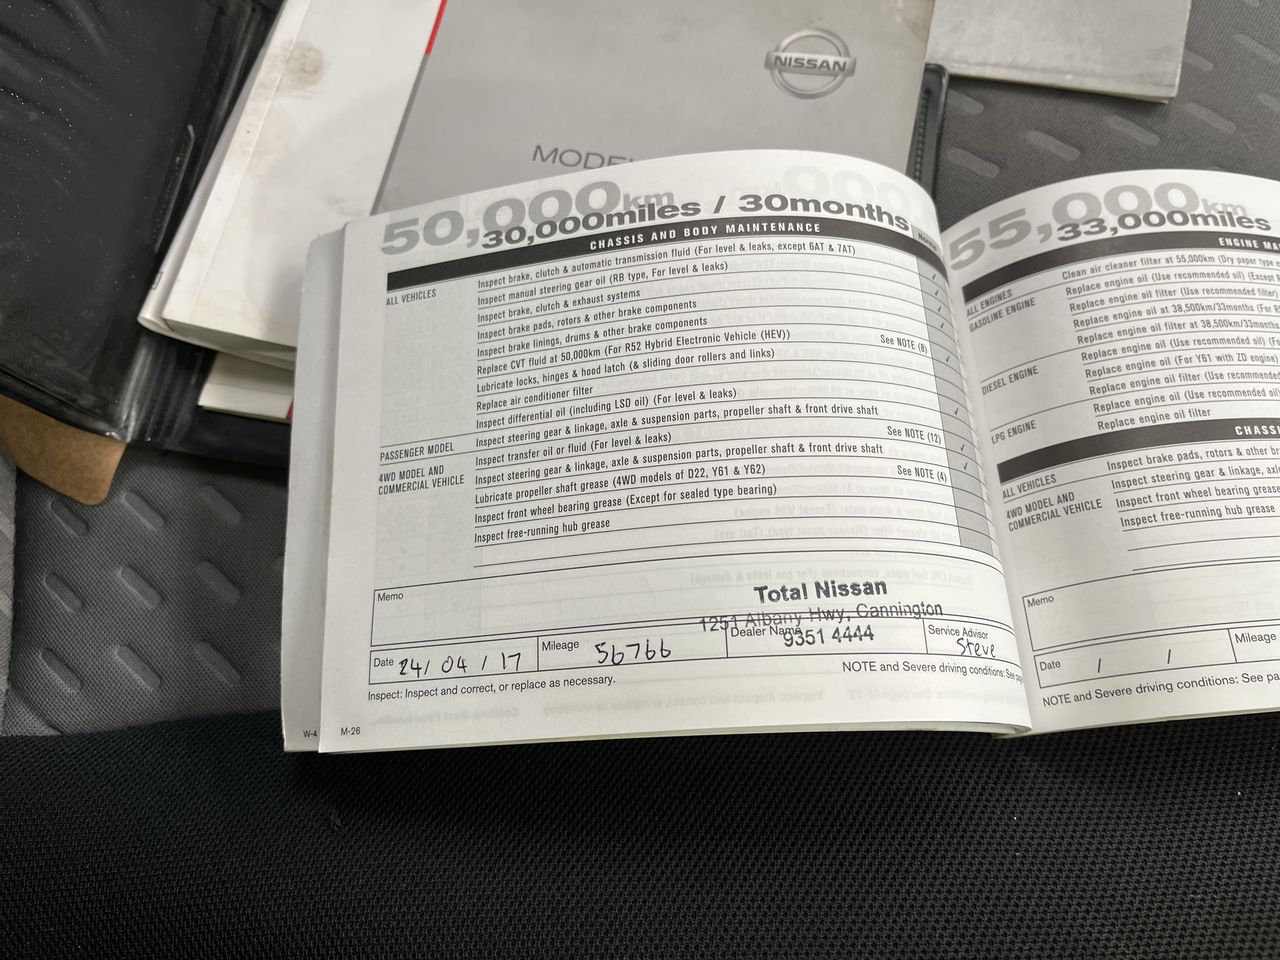 NISSAN
50,000km
30,000miles / 30months
CHASSIS AND BODY MAINTENANCE
ALL VEHICLES
Inspect brake, clutch & automatic transmission fluid (For level & leaks, except 6AT & 7AT)
Inspect manual steering gear oil (RB type, For level & leaks)
Inspect brake, clutch & exhaust systems
Inspect brake pads, rotors & other brake components
Inspect brake linings, drums & other brake components
Replace CVT fluid at 50,000km (For R52 Hybrid Electronic Vehicle (HEV)) See NOTE (8)
Lubricate locks, hinges & hood latch (& sliding door rollers and links)
Replace air conditioner filter
Inspect differential oil (including LSD oil) (For level & leaks)
PASSENGER MODEL
Inspect steering gear & linkage, axle & suspension parts, propeller shaft & front drive shaft
4WD MODEL AND
COMMERCIAL VEHICLE
Inspect transfer oil or fluid (For level & leaks) See NOTE (12)
Inspect steering gear & linkage, axle & suspension parts, propeller shaft & front drive shaft
Lubricate propeller shaft grease (4WD models of D22, Y61 & Y62) See NOTE (4)
Inspect front wheel bearing grease (Except for sealed type bearing)
Inspect free-running hub grease
Memo
Total Nissan
1251 Albany Hwy, Cannington
9351 4444
Date 24/ 04 / 17
Mileage 56766
Dealer Name
Service Advisor
Steve
Inspect: Inspect and correct, or replace as necessary.
NOTE and Severe driving conditions: See
W-4
M-26
55,000km
33,000miles
ENGINE
ALL ENGINES
Clean air cleaner filter at 55,000km (Dry paper type
GASOLINE ENGINE
Replace engine oil (Use recommended oil) (Except
Replace engine oil filter (Use recommended filter)
Replace engine oil at 38,500km/33months (For
Replace engine oil filter at 38,500km/33months
DIESEL ENGINE
Replace engine oil (Use recommended oil)
Replace engine oil (For Y61 with ZD engine)
Replace engine oil filter (Use recommended
LPG ENGINE
Replace engine oil (Use recommended
Replace engine oil filter
ALL VEHICLES
Inspect brake pads, rotors & other
4WD MODEL AND
COMMERCIAL VEHICLE
Inspect steering gear & linkage,
Inspect front wheel bearing grease
Inspect free-running hub grease
Memo
Date / /
Mileage
NOTE and Severe driving conditions: See